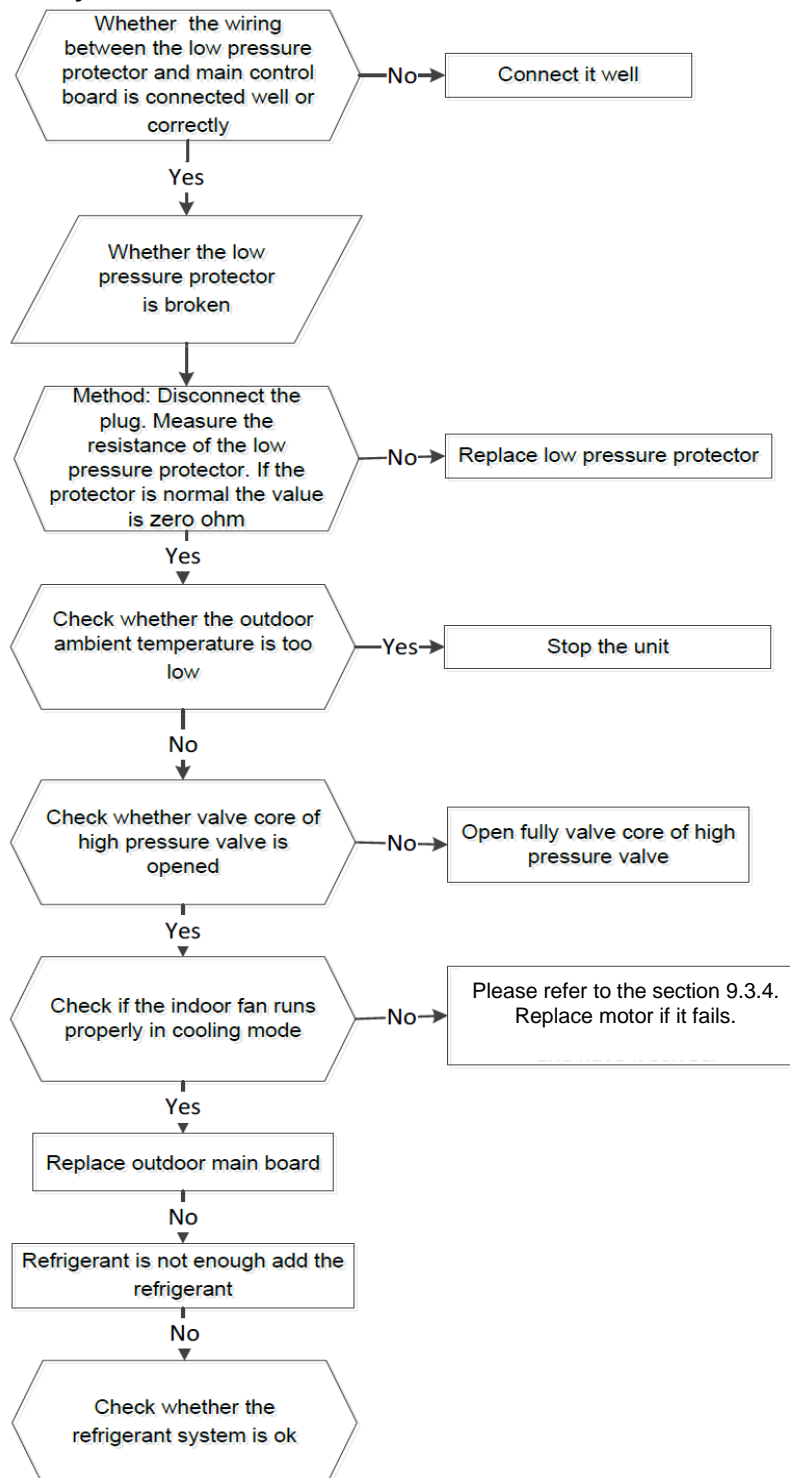 Whether the wiring
between the low pressure
protector and main control
board is connected well or
correctly
No
Connect it well
Yes
Whether the low
pressure protector
is broken
Method: Disconnect the
plug. Measure the
resistance of the low
pressure protector. If the
protector is normal the value
is zero ohm
No
Replace low pressure protector
Yes
Check whether the outdoor
ambient temperature is too
low
Yes
Stop the unit
No
Check whether valve core of
high pressure valve is
opened
No
Open fully valve core of high
pressure valve
Yes
Check if the indoor fan runs
properly in cooling mode
No
Please refer to the section 9.3.4.
Replace motor if it fails.
Yes
Replace outdoor main board
No
Refrigerant is not enough add the
refrigerant
No
Check whether the
refrigerant system is ok